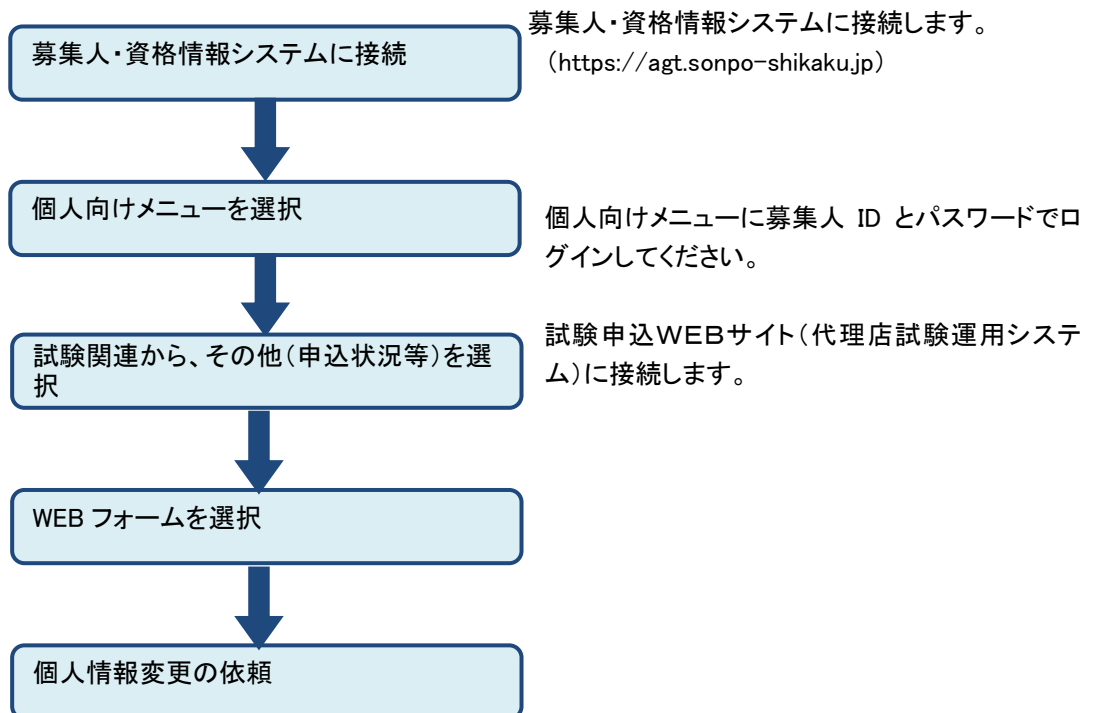 募集人・資格情報システムに接続
募集人・資格情報システムに接続します。
（https://agt.sonpo-shikaku.jp）
個人向けメニューを選択
個人向けメニューに募集人 ID とパスワードでロ
グインしてください。
試験関連から、その他（申込状況等）を選
択
試験申込ＷＥＢサイト（代理店試験運用システ
ム）に接続します。
WEB フォームを選択
個人情報変更の依頼